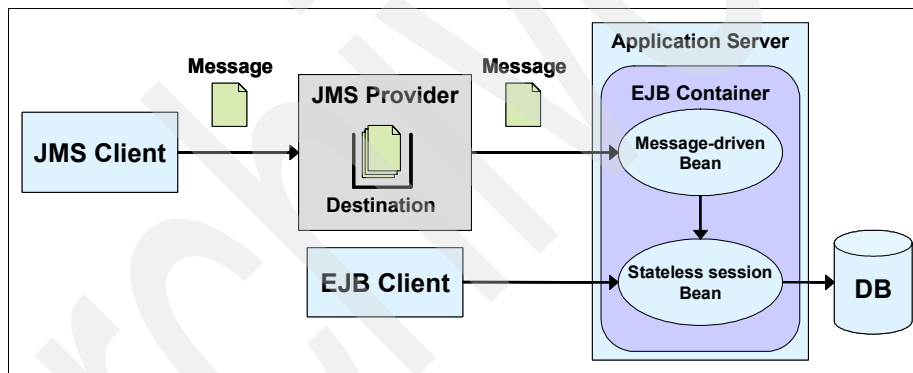 Application Server
Message
Message
JMS Provider
EJB Container
JMS Client
Message-driven
Bean
Destination
EJB Client
Stateless session
Bean
DB